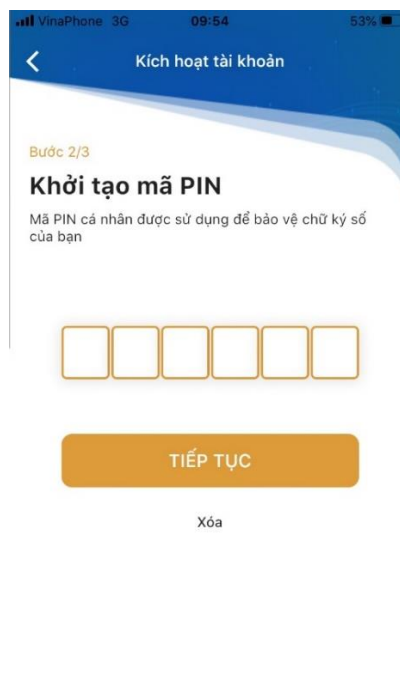 VinaPhone 3G 09:54 53%
Kích hoạt tài khoản
Bước 2/3
Khởi tạo mã PIN
Mã PIN cá nhân được sử dụng để bảo vệ chữ ký số
của bạn
TIẾP TỤC
Xóa